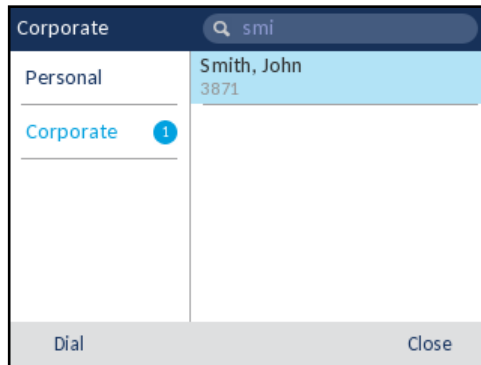 Corporate
smi
Personal
Corporate 1
Smith, John
3871
Dial
Close